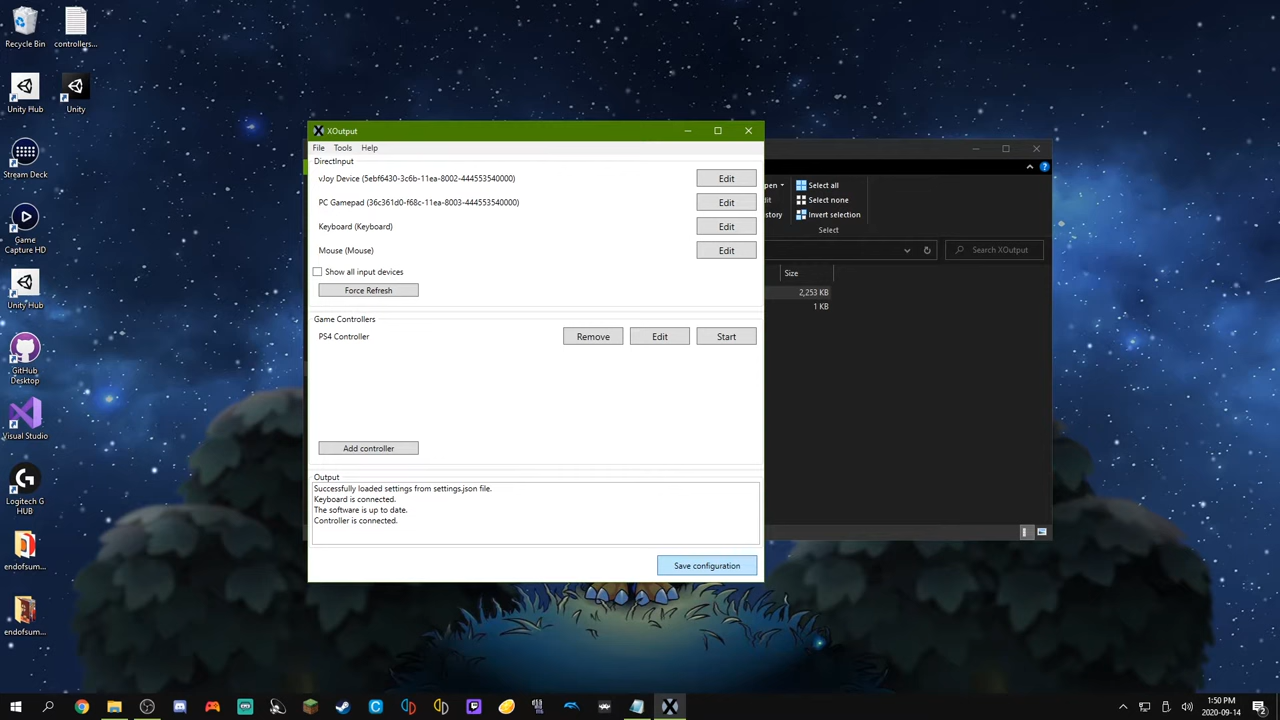 Recycle Bin
controllers...
Unity Hub
Unity
Stream Deck
Game
Capture HD
Unity Hub
GitHub
Desktop
Visual Studio
Logitech G
HUB
endofsum...
endofsum...
XOutput
File Tools Help
DirectInput
vJoy Device (5ebf6430-3c6b-11ea-8002-444553540000) Edit
PC Gamepad (36c361d0-f68c-11ea-8003-444553540000) Edit
Keyboard (Keyboard) Edit
Mouse (Mouse) Edit
Show all input devices
Force Refresh
Game Controllers
PS4 Controller Remove Edit Start
Add controller
Output
Successfully loaded settings from settings.json file.
Keyboard is connected.
The software is up to date.
Controller is connected.
Save configuration
Select all
Select none
Invert selection
Select
Search XOutput
Size
2,253 KB
1 KB
1:50 PM
2020-09-14
2